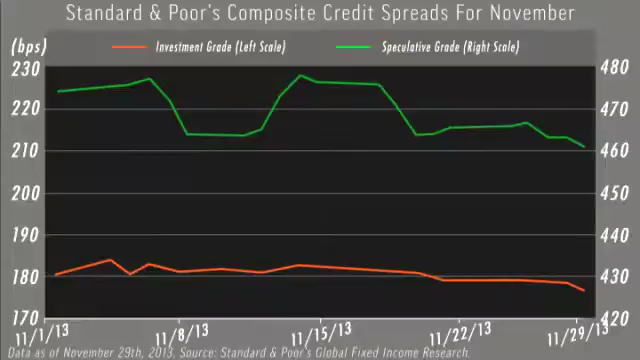 Standard & Poor's Composite Credit Spreads For November
(bps) Investment Grade (Left Scale) Speculative Grade (Right Scale)
230 480
220 470
210 460
200 450
190 440
180 430
170 420
11/1/13 11/8/13 11/15/13 11/22/13 11/29/13
Data as of November 29th, 2013. Source: Standard & Poor's Global Fixed Income Research.